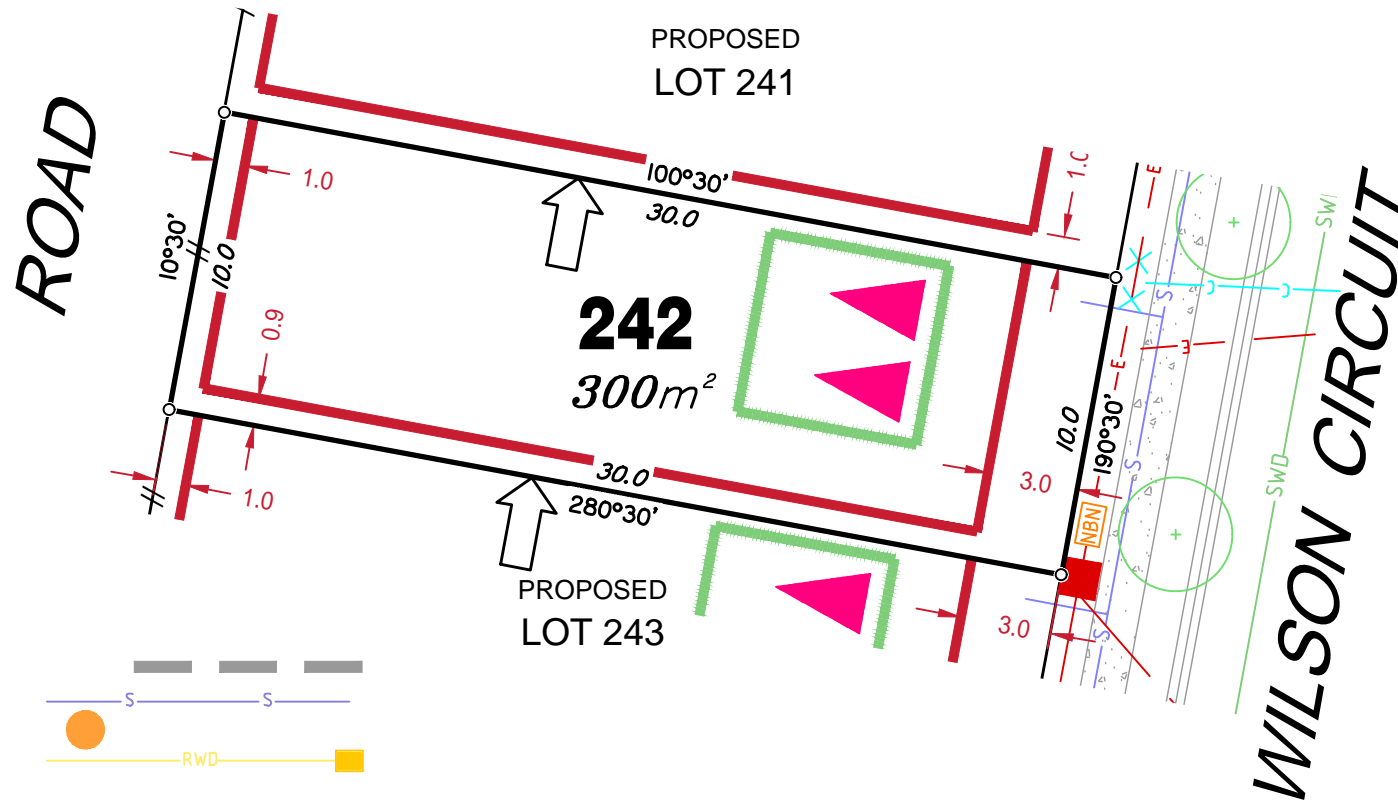 PROPOSED
LOT 241
ROAD
1.0
100°30'
30.0
1.0
E
SW
10°30'
10.0
S
C
C
242
300m²
0.9
E
E
WILSON CIRCUIT
10.0
190°30'
S
SWD
30.0
280°30'
3.0
1.0
NBN
PROPOSED
LOT 243
3.0
S
S
S
RWD